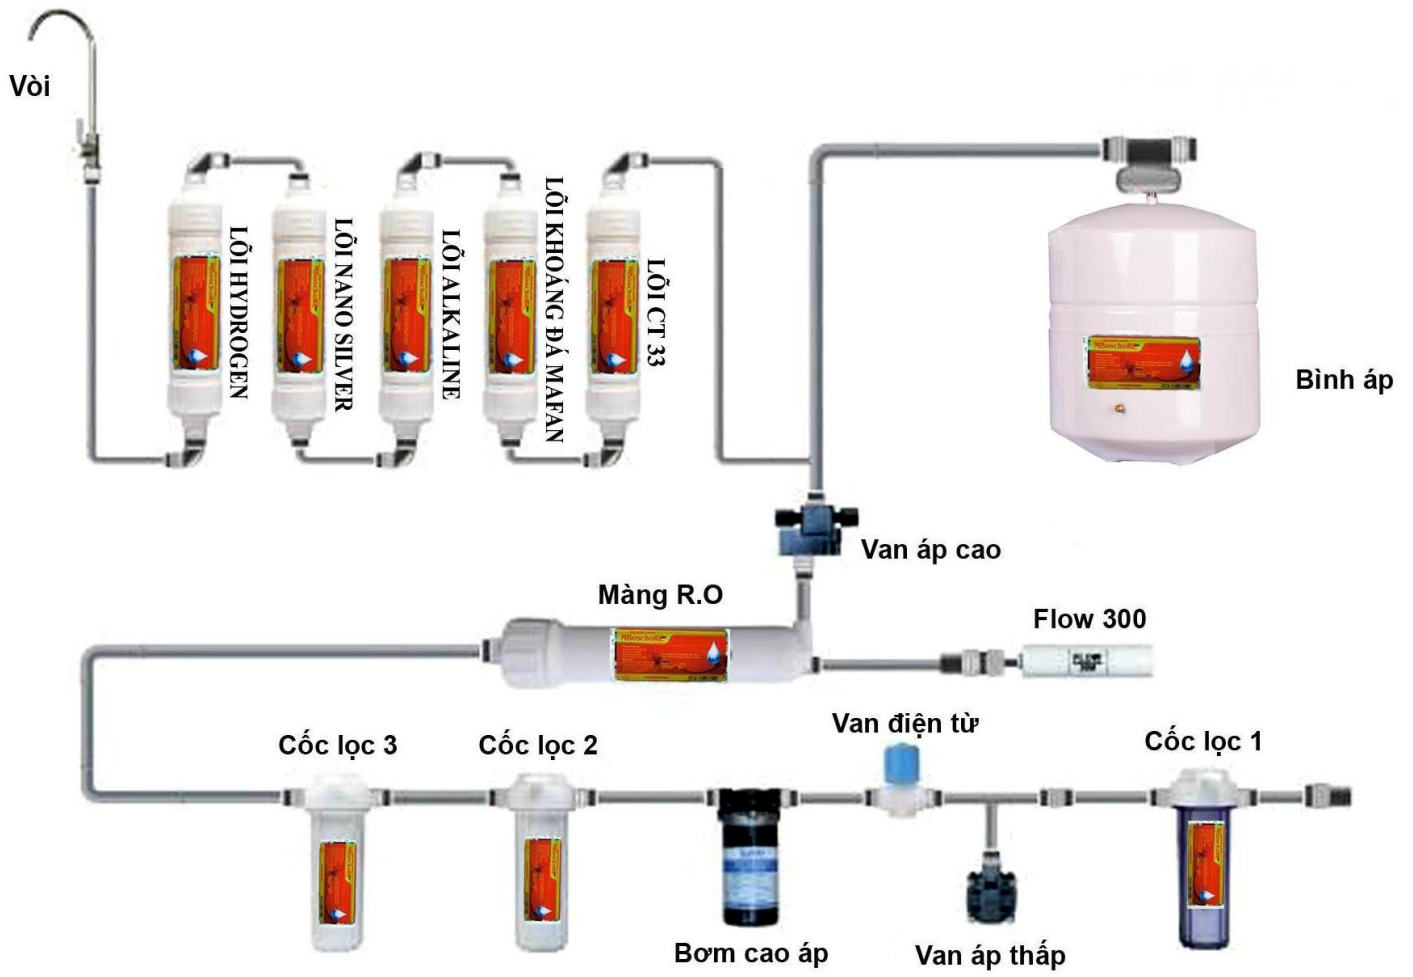 Vòi
LÕI HYDROGEN
LÕI NANO SILVER
LÕI ALKALINE
LÕI KHOÁNG ĐÁ MAFAN
LÕI CT 33
Bình áp
Van áp cao
Màng R.O
Flow 300
Cốc lọc 3
Cốc lọc 2
Van điện từ
Cốc lọc 1
Bơm cao áp
Van áp thấp